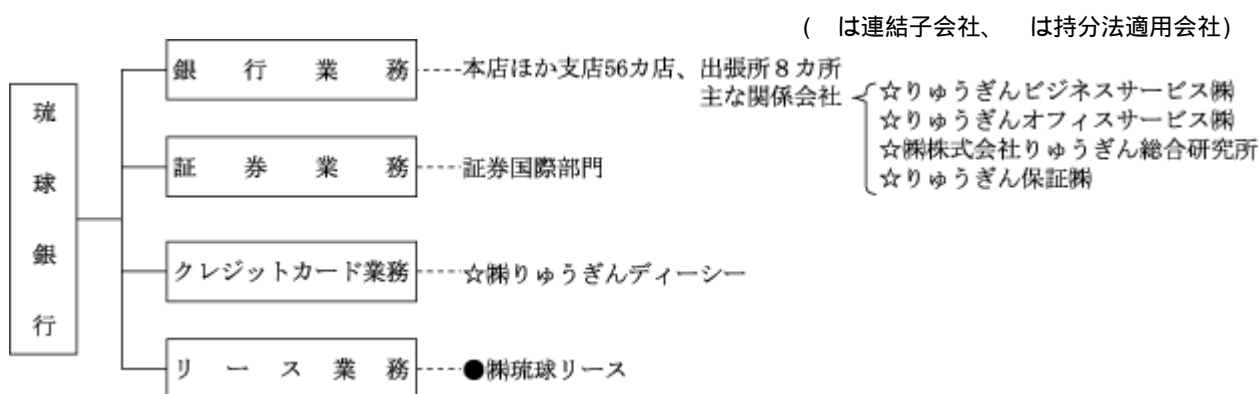 ( は連結子会社、 は持分法適用会社)
琉球銀行
銀行業務 本店ほか支店56カ店、出張所8カ所
主な関係会社
☆りゅうぎんビジネスサービス㈱
☆りゅうぎんオフィスサービス㈱
☆㈱株式会社りゅうぎん総合研究所
☆りゅうぎん保証㈱
証券業務 証券国際部門
クレジットカード業務 ☆㈱りゅうぎんディーシー
リース業務 ●㈱琉球リース